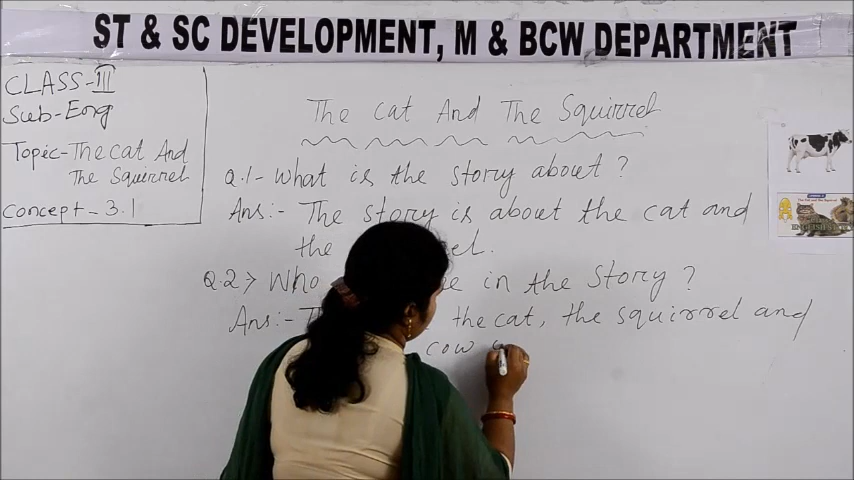 ST & SC DEVELOPMENT, M & BCW DEPARTMENT
CLASS-III
Sub-Eng
Topic-The cat And
The Squirrel
Concept-3.1
The Cat And The Squirrel
Q.1- What is the story about?
Ans:- The story is about the cat and
the
Q.2> Who in the Story?
Ans:- the cat, the squirrel and
cow